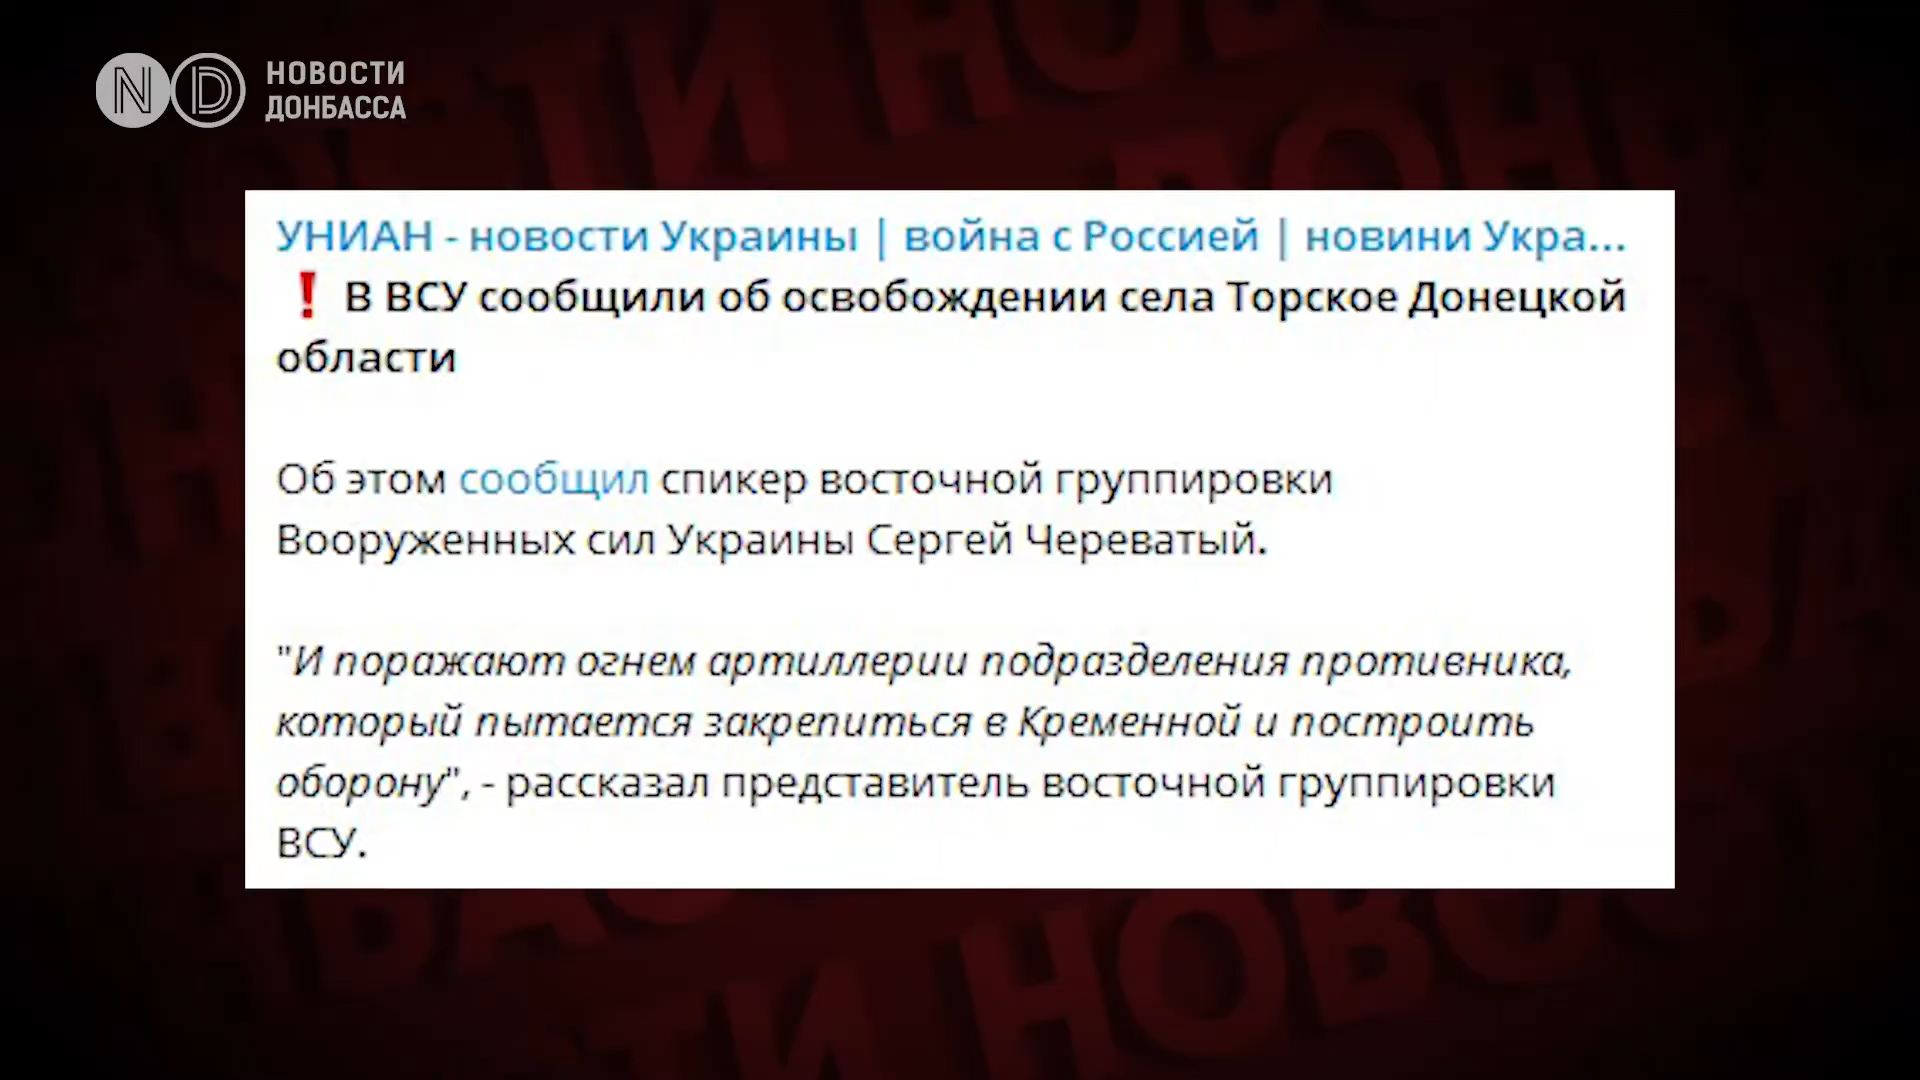 ND НОВОСТИ
ДОНБАССА
УНИАН - новости Украины | война с Россией | новини Укра...
❗ В ВСУ сообщили об освобождении села Торское Донецкой
области
Об этом сообщил спикер восточной группировки
Вооруженных сил Украины Сергей Череватый.
"И поражают огнем артиллерии подразделения противника,
который пытается закрепиться в Кременной и построить
оборону", - рассказал представитель восточной группировки
ВСУ.